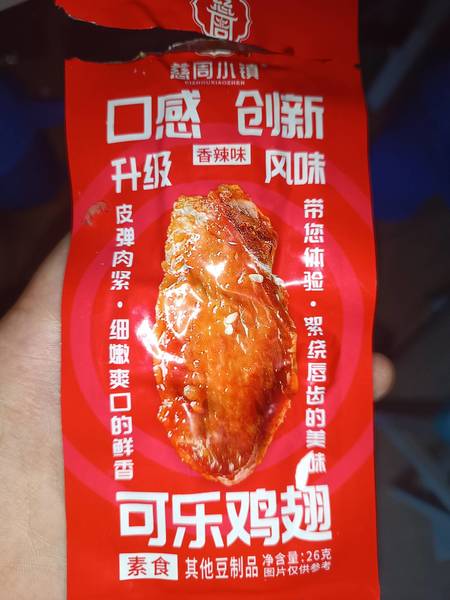 慈周小镇
CIZHOUXIAOZHEN
口感 创新
升级 香辣味 风味
皮弹肉紧·细嫩爽口的鲜香
带您体验·絮绕唇齿的美味
可乐鸡翅
素食 其他豆制品 净含量:26克
图片仅供参考